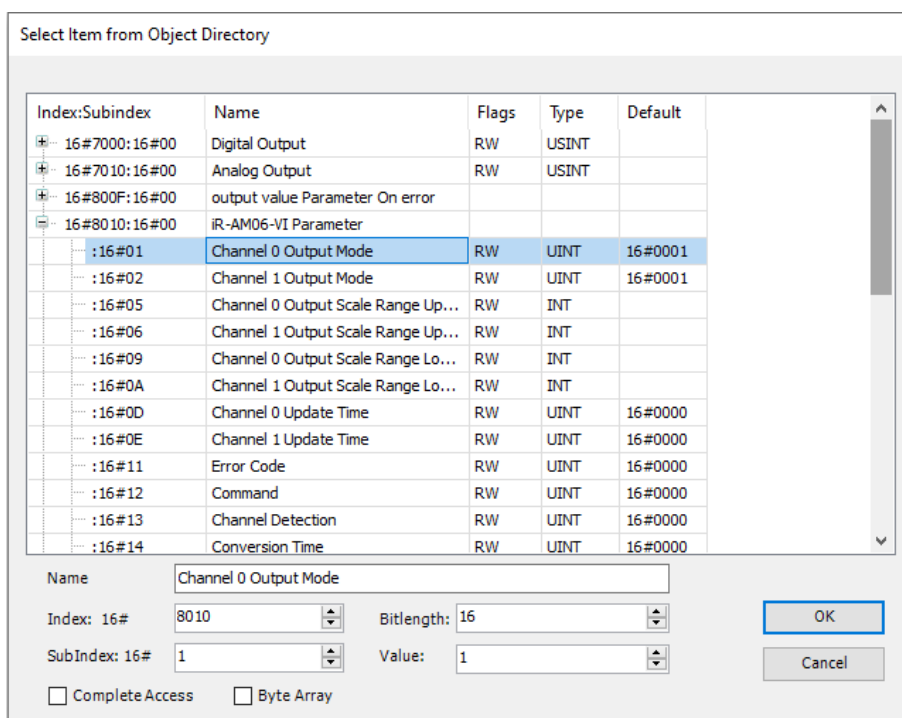 Select Item from Object Directory
Index:Subindex Name Flags Type Default
16#7000:16#00 Digital Output RW USINT
16#7010:16#00 Analog Output RW USINT
16#800F:16#00 output value Parameter On error
16#8010:16#00 iR-AM06-VI Parameter
:16#01 Channel 0 Output Mode RW UINT 16#0001
:16#02 Channel 1 Output Mode RW UINT 16#0001
:16#05 Channel 0 Output Scale Range Up... RW INT
:16#06 Channel 1 Output Scale Range Up... RW INT
:16#09 Channel 0 Output Scale Range Lo... RW INT
:16#0A Channel 1 Output Scale Range Lo... RW INT
:16#0D Channel 0 Update Time RW UINT 16#0000
:16#0E Channel 1 Update Time RW UINT 16#0000
:16#11 Error Code RW UINT 16#0000
:16#12 Command RW UINT 16#0000
:16#13 Channel Detection RW UINT 16#0000
:16#14 Conversion Time RW UINT 16#0000
Name Channel 0 Output Mode
Index: 16# 8010 Bitlength: 16 OK
SubIndex: 16# 1 Value: 1 Cancel
Complete Access Byte Array